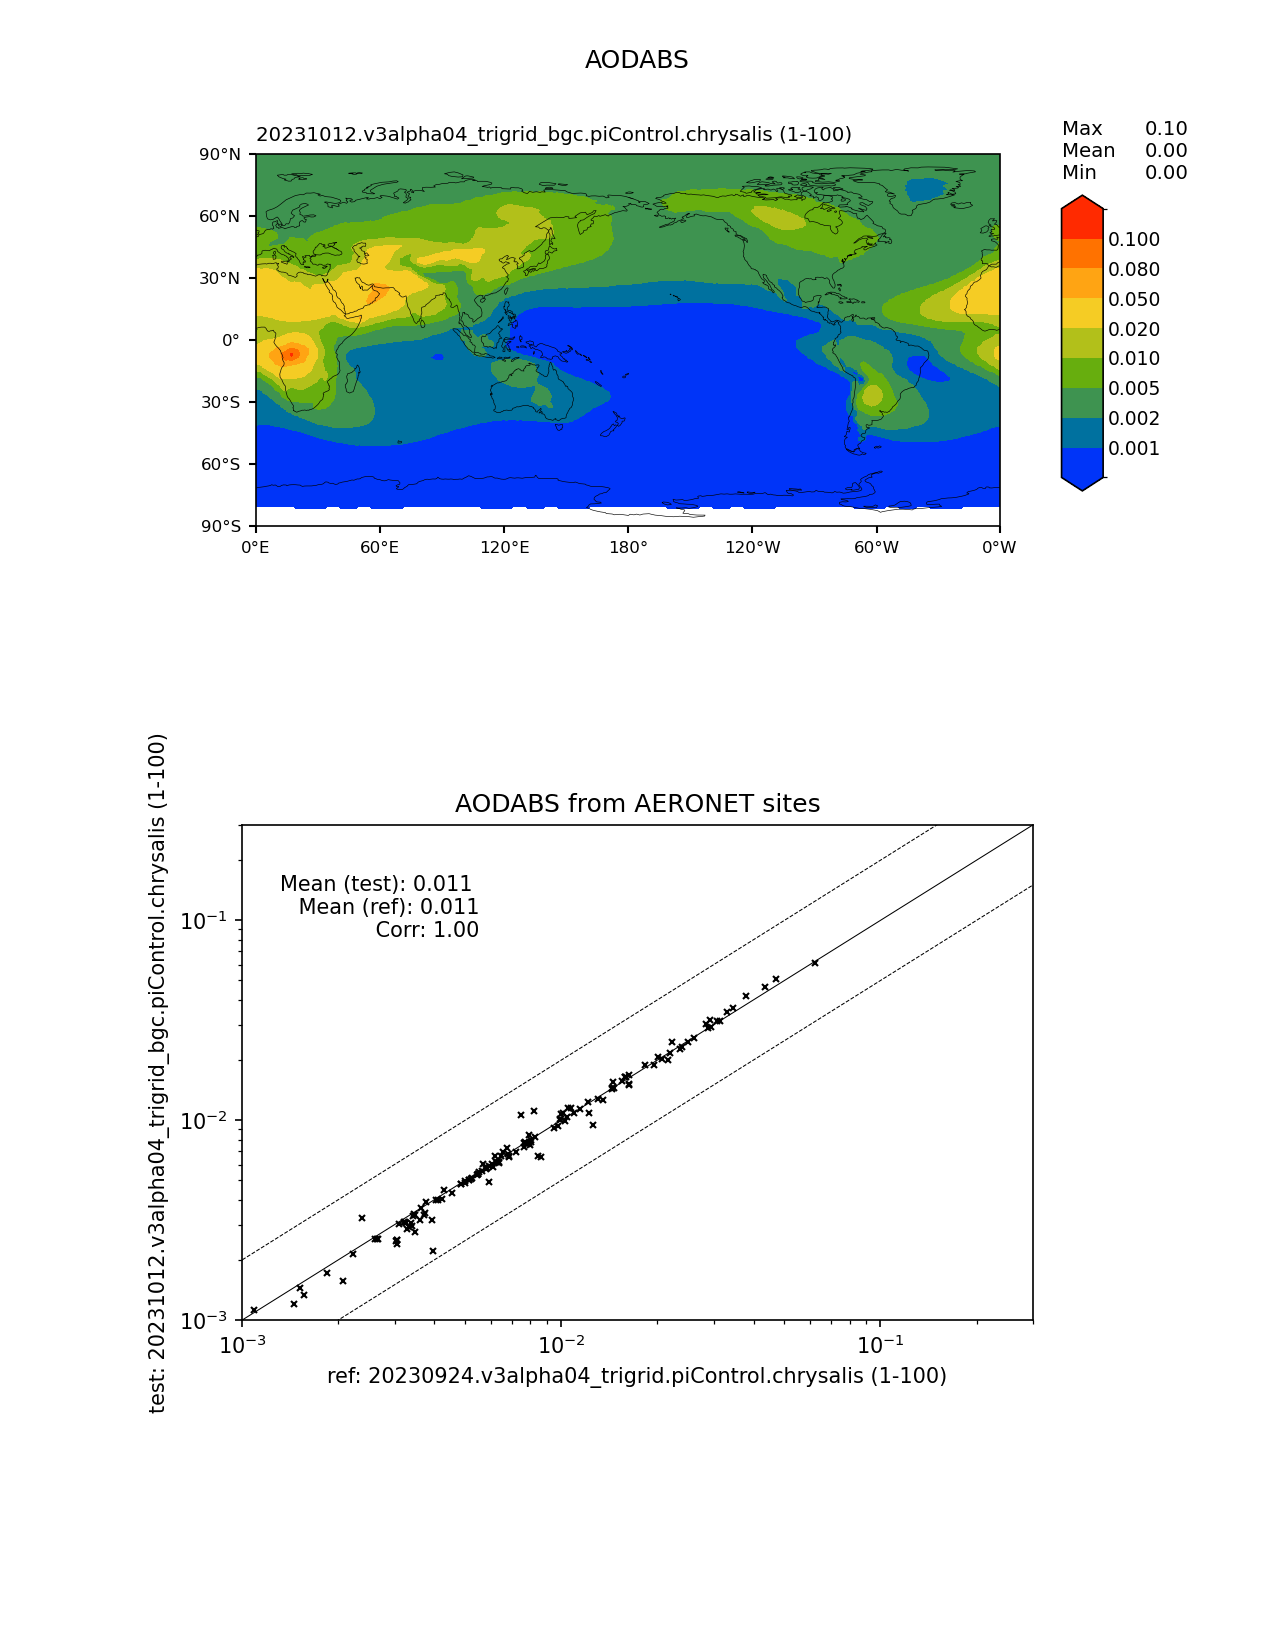 AODABS
20231012.v3alpha04_trigrid_bgc.piControl.chrysalis (1-100)
Max 0.10
Mean 0.00
Min 0.00
90°N
60°N
30°N
0°
30°S
60°S
90°S
0°E 60°E 120°E 180° 120°W 60°W 0°W
0.100
0.080
0.050
0.020
0.010
0.005
0.002
0.001
AODABS from AERONET sites
Mean (test): 0.011
Mean (ref): 0.011
Corr: 1.00
test: 20231012.v3alpha04_trigrid_bgc.piControl.chrysalis (1-100)
10⁻¹
10⁻²
10⁻³
10⁻³ 10⁻² 10⁻¹
ref: 20230924.v3alpha04_trigrid.piControl.chrysalis (1-100)